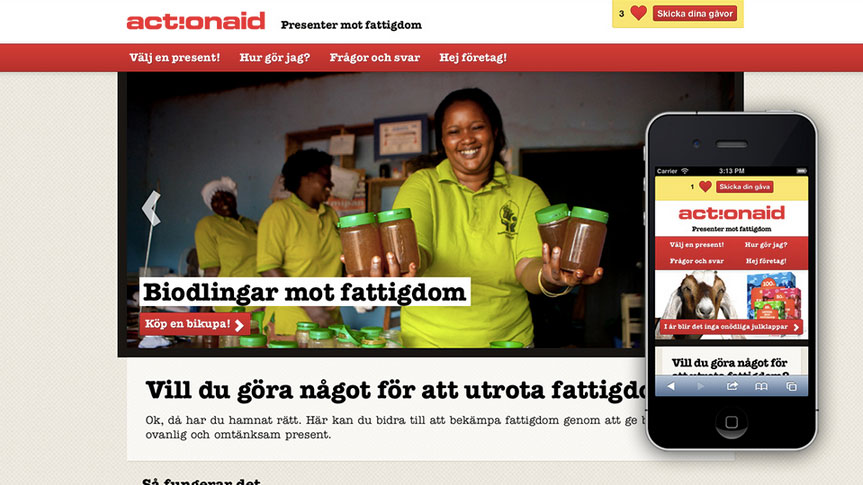 act!onaid Presenter mot fattigdom
3 Skicka dina gåvor
Välj en present! Hur gör jag? Frågor och svar Hej företag!
Biodlingar mot fattigdom
Köp en bikupa!
Vill du göra något för att utrota fattigdo
Ok, då har du hamnat rätt. Här kan du bidra till att bekämpa fattigdom genom att ge
ovanlig och omtänksam present.
Så fungerar det
Carrier 3:13 PM
1 Skicka din gåva
act!onaid
Presenter mot fattigdom
Välj en present! Hur gör jag?
Frågor och svar Hej företag!
100
I år blir det inga onödiga julklappar
Vill du göra något för
att utrota fattigdom?